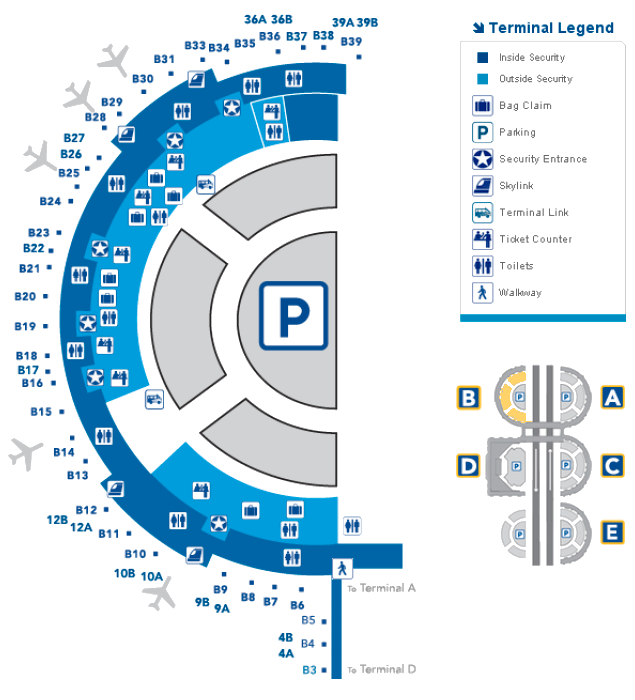 36A 36B
39A 39B
B33
B34
B35
B36
B37
B38
B39
B31
B30
B29
B28
B27
B26
B25
B24
B23
B22
B21
B20
B19
B18
B17
B16
B15
B14
B13
B12
12B
12A
B11
B10
10B
10A
B9
9B
9A
B8
B7
B6
B5
4B
B4
4A
B3
P
To Terminal A
To Terminal D
Terminal Legend
Inside Security
Outside Security
Bag Claim
P
Parking
Security Entrance
Skylink
Terminal Link
Ticket Counter
Toilets
Walkway
B
P
P
A
D
P
P
C
P
P
E